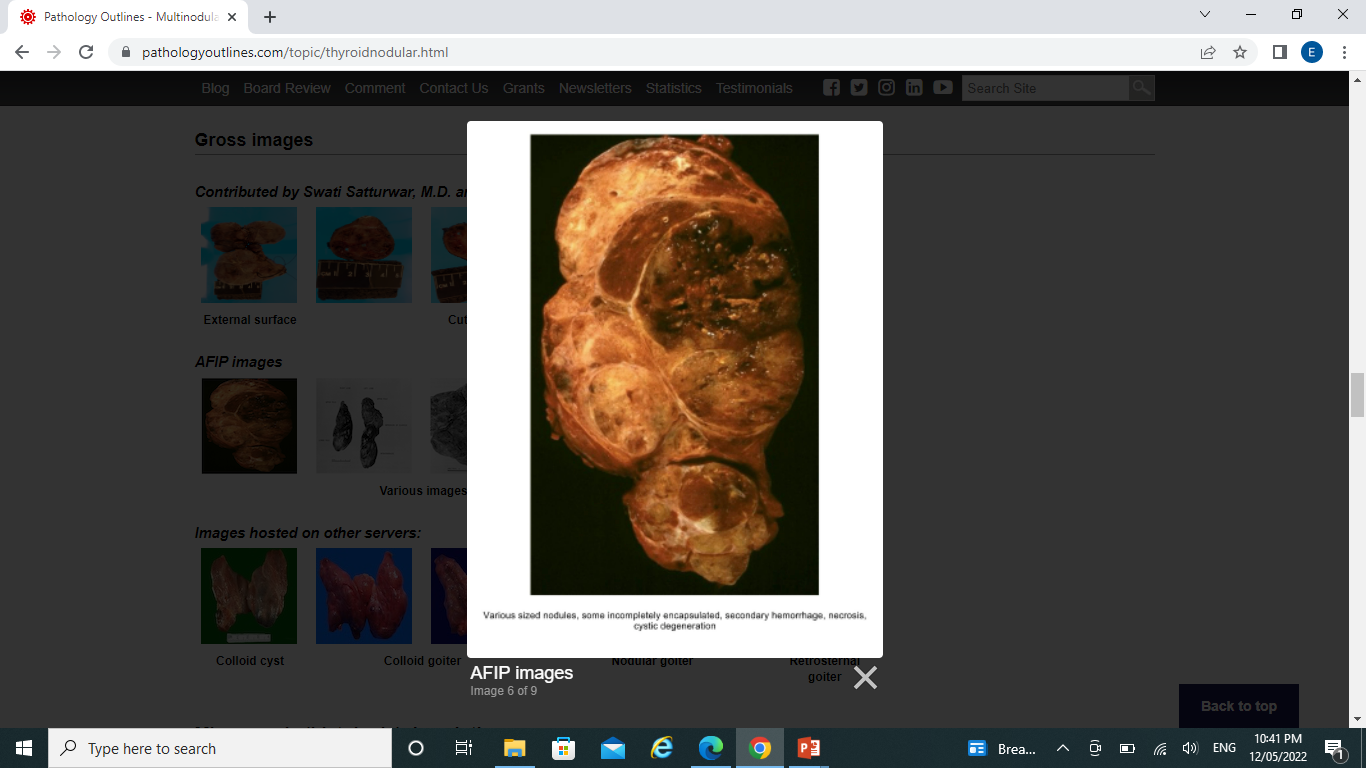 Pathology Outlines - Multinodula
pathologyoutlines.com/topic/thyroidnodular.html
E
Blog Board Review Comment Contact Us Grants Newsletters Statistics Testimonials
Search Site
Gross images
Contributed by Swati Satturwar, M.D. a
External surface
Cut
AFIP images
Various images
Images hosted on other servers:
Colloid cyst
Colloid goiter
Nodular goiter
Retrosternal
goiter
Various sized nodules, some incompletely encapsulated, secondary hemorrhage, necrosis,
cystic degeneration
AFIP images
Image 6 of 9
Back to top
Type here to search
Brea...
ENG
10:41 PM
12/05/2022
1